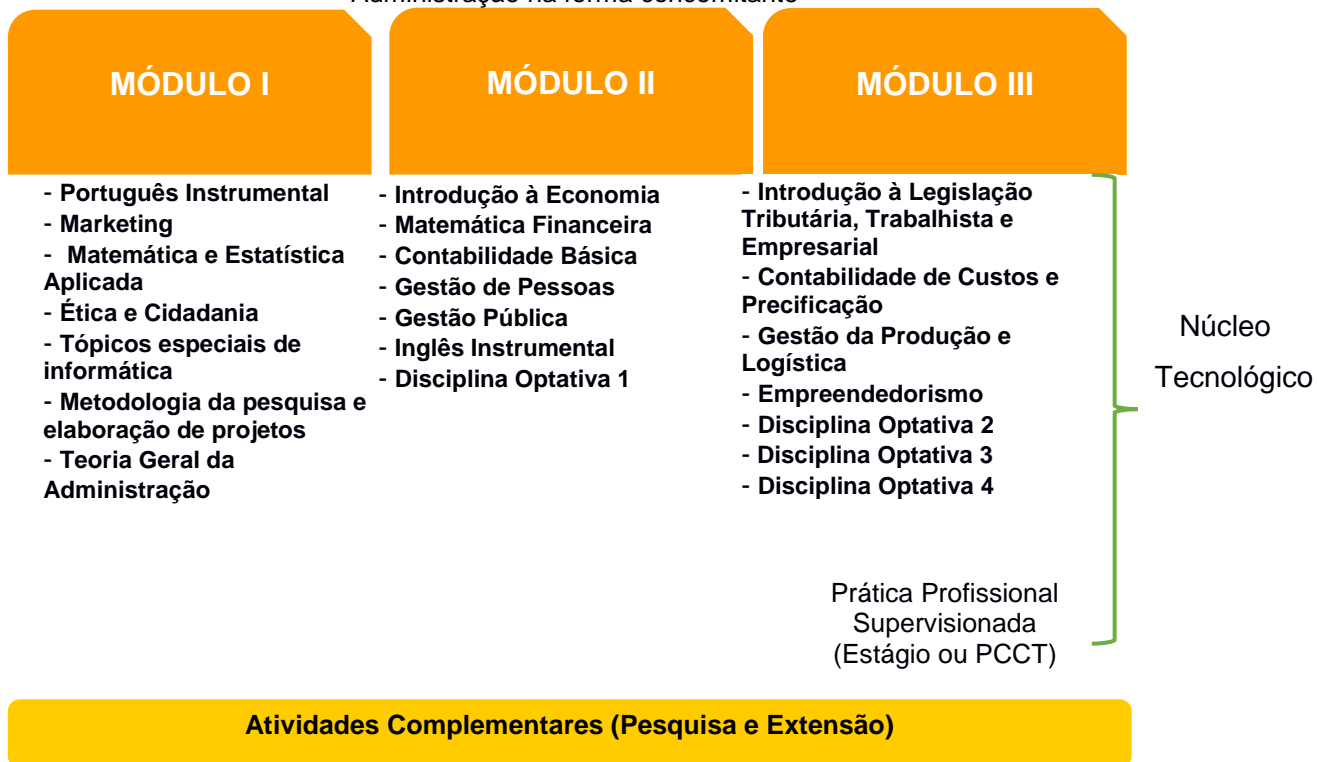 Administração na forma concomitante
MÓDULO I
- Português Instrumental
- Marketing
- Matemática e Estatística
Aplicada
- Ética e Cidadania
- Tópicos especiais de
informática
- Metodologia da pesquisa e
elaboração de projetos
- Teoria Geral da
Administração
MÓDULO II
- Introdução à Economia
- Matemática Financeira
- Contabilidade Básica
- Gestão de Pessoas
- Gestão Pública
- Inglês Instrumental
- Disciplina Optativa 1
MÓDULO III
- Introdução à Legislação
Tributária, Trabalhista e
Empresarial
- Contabilidade de Custos e
Precificação
- Gestão da Produção e
Logística
- Empreendedorismo
- Disciplina Optativa 2
- Disciplina Optativa 3
- Disciplina Optativa 4
Prática Profissional
Supervisionada
(Estágio ou PCCT)
Núcleo
Tecnológico
Atividades Complementares (Pesquisa e Extensão)